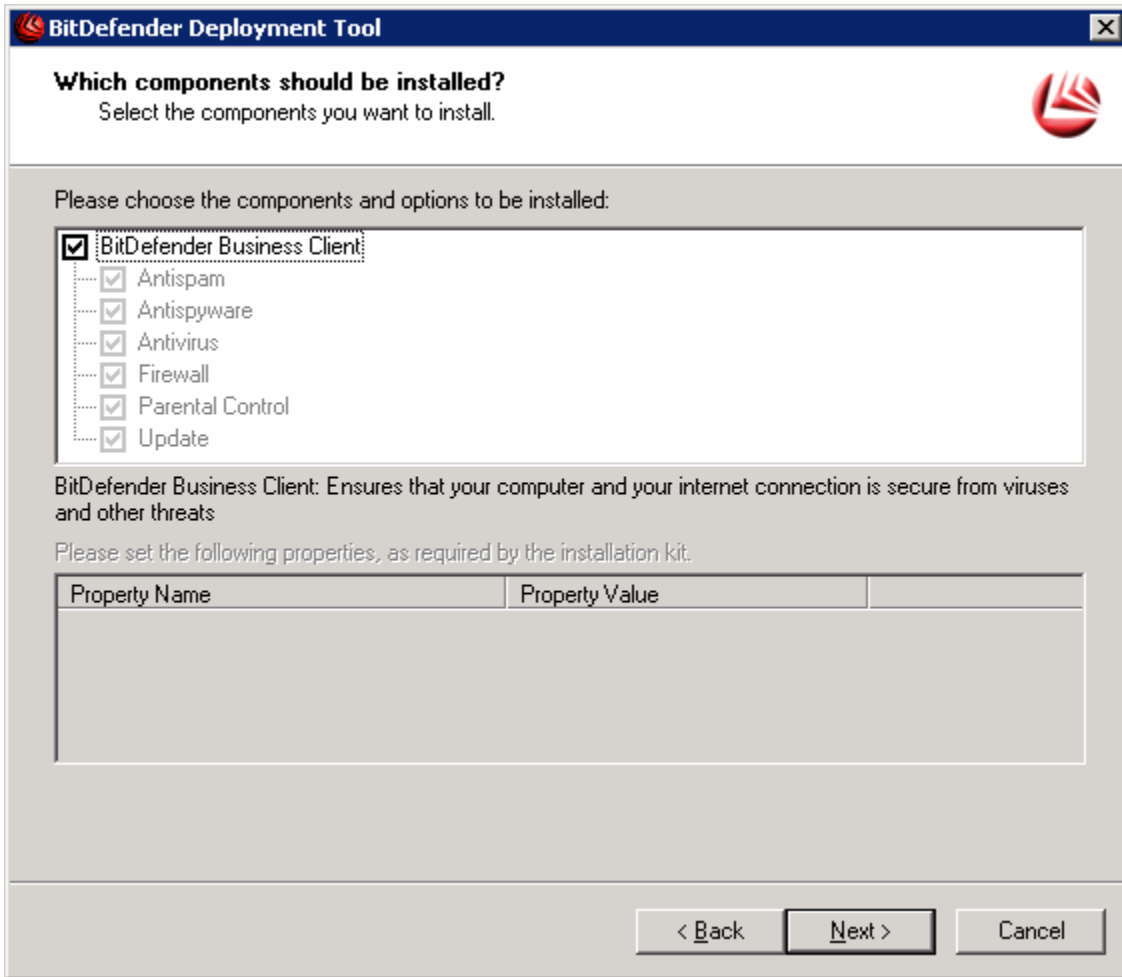 BitDefender Deployment Tool
Which components should be installed?
Select the components you want to install.
Please choose the components and options to be installed:
BitDefender Business Client
Antispam
Antispyware
Antivirus
Firewall
Parental Control
Update
BitDefender Business Client: Ensures that your computer and your internet connection is secure from viruses
and other threats
Please set the following properties, as required by the installation kit.
Property Name Property Value
< Back Next > Cancel